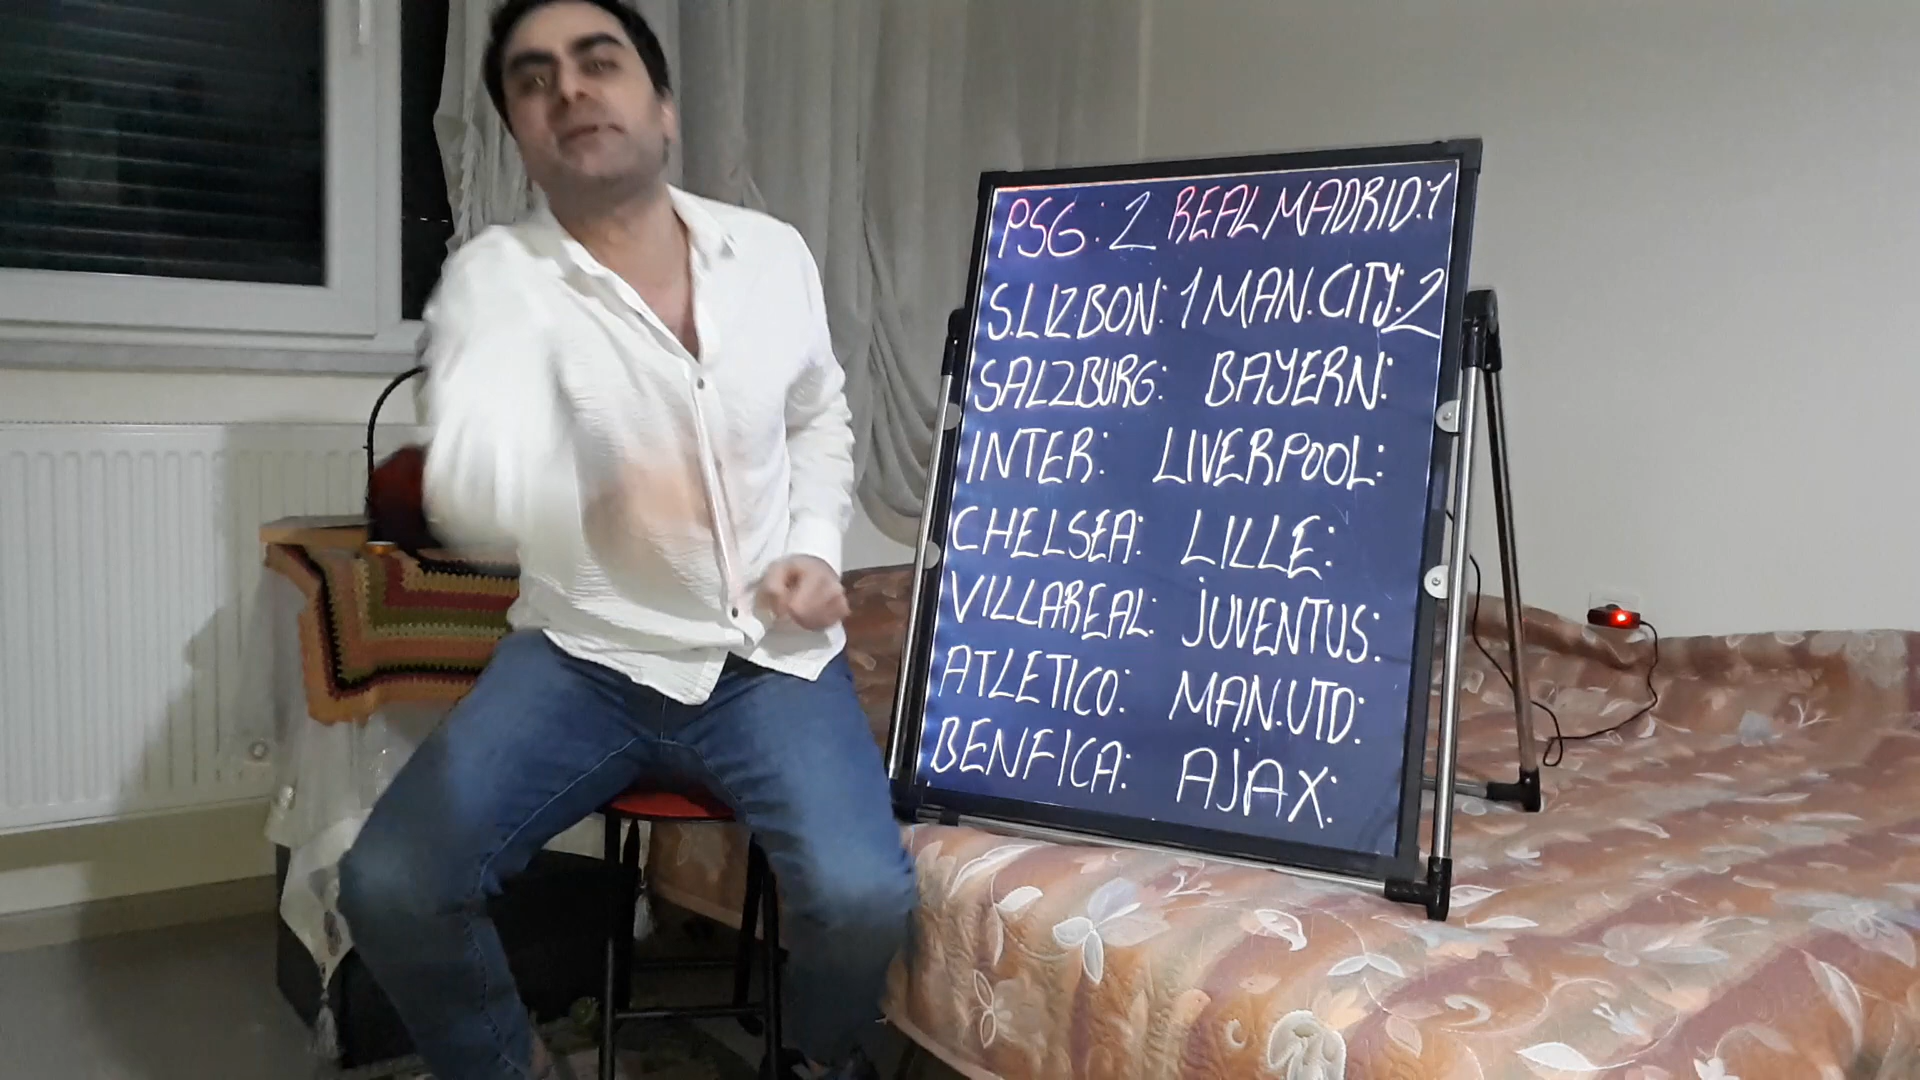 PSG: 2 REAL MADRID: 1
S.LIZBON: 1 MAN.CITY: 2
SALZBURG: BAYERN:
INTER: LIVERPOOL:
CHELSEA: LILLE:
VILLAREAL: JUVENTUS:
ATLETICO: MAN.UTD:
BENFICA: AJAX: